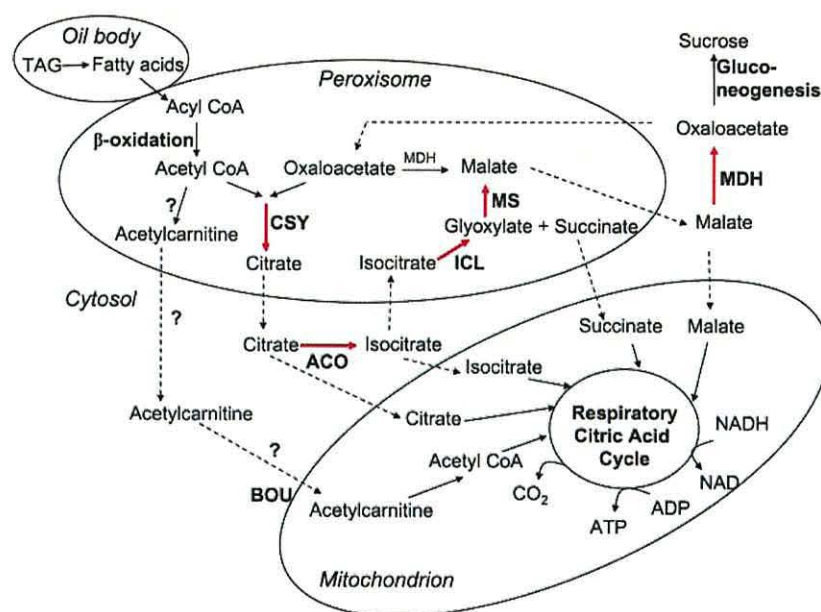 Oil body
TAG Fatty acids
Sucrose
Gluco-
neogenesis
Peroxisome
Acyl CoA
β-oxidation
Oxaloacetate
Acetyl CoA
Oxaloacetate
MDH
Malate
MDH
?
CSY
MS
Acetylcarnitine
Glyoxylate + Succinate
Malate
Citrate
Isocitrate
ICL
Cytosol
?
Citrate
ACO
Isocitrate
Succinate
Malate
Isocitrate
Acetylcarnitine
Citrate
Respiratory
Citric Acid
Cycle
NADH
?
Acetyl CoA
NAD
BOU
Acetylcarnitine
CO2
ATP
ADP
Mitochondrion